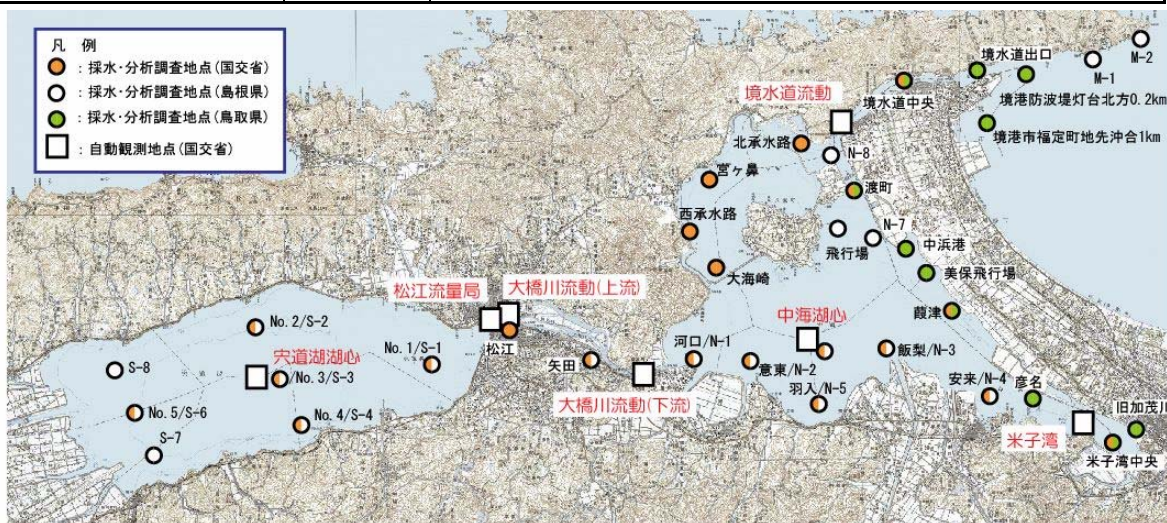 凡 例
：採水・分析調査地点(国交省)
：採水・分析調査地点(島根県)
：採水・分析調査地点(鳥取県)
：自動観測地点(国交省)
境水道出口
M-2
M-1
境水道中央
境港防波堤灯台北方0.2km
境水道流動
境港市福定町地先沖合1km
北承水路
N-8
宮ヶ鼻
渡町
西承水路
N-7
飛行場
中浜港
大海崎
美保飛行場
松江流量局
大橋川流動(上流)
中海湖心
葭津
No.2/S-2
松江
宍道湖湖心
No.1/S-1
矢田
河口/N-1
飯梨/N-3
S-8
No.3/S-3
意東/N-2
安来/N-4
彦名
羽入/N-5
旧加茂川
No.5/S-6
No.4/S-4
大橋川流動(下流)
S-7
米子湾
米子湾中央